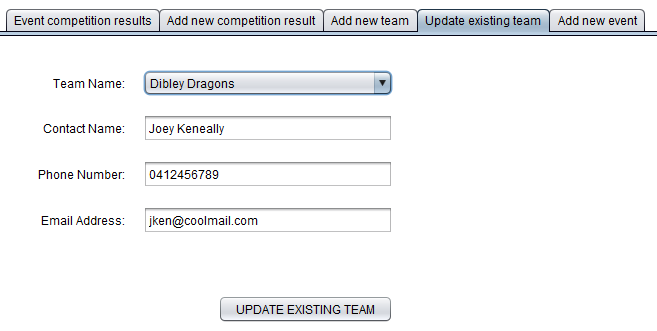 Event competition results Add new competition result Add new team Update existing team Add new event
Team Name: Dibley Dragons
Contact Name: Joey Keneally
Phone Number: 0412456789
Email Address: jken@coolmail.com
UPDATE EXISTING TEAM